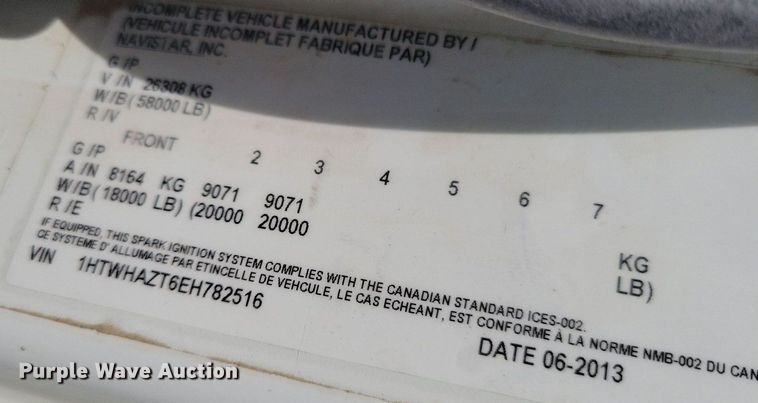 INCOMPLETE VEHICLE MANUFACTURED BY /
(VEHICULE INCOMPLET FABRIQUE PAR)
NAVISTAR, INC.
G /P
V /N 26308 KG
W/B( 58000 LB)
R /V
FRONT 2 3 4 5 6 7
G /P
A /N 8164 KG 9071 9071 KG
W/B( 18000 LB) (20000 20000 LB)
R /E
IF EQUIPPED, THIS SPARK IGNITION SYSTEM COMPLIES WITH THE CANADIAN STANDARD ICES-002.
CE SYSTEME D'ALLUMAGE PAR ETINCELLE DE VEHCULE, LE CAS ECHEANT, EST CONFORME À LA NORME NMB-002 DU CAN
VIN 1HTWHAZT6EH782516
DATE 06-2013
Purple Wave Auction